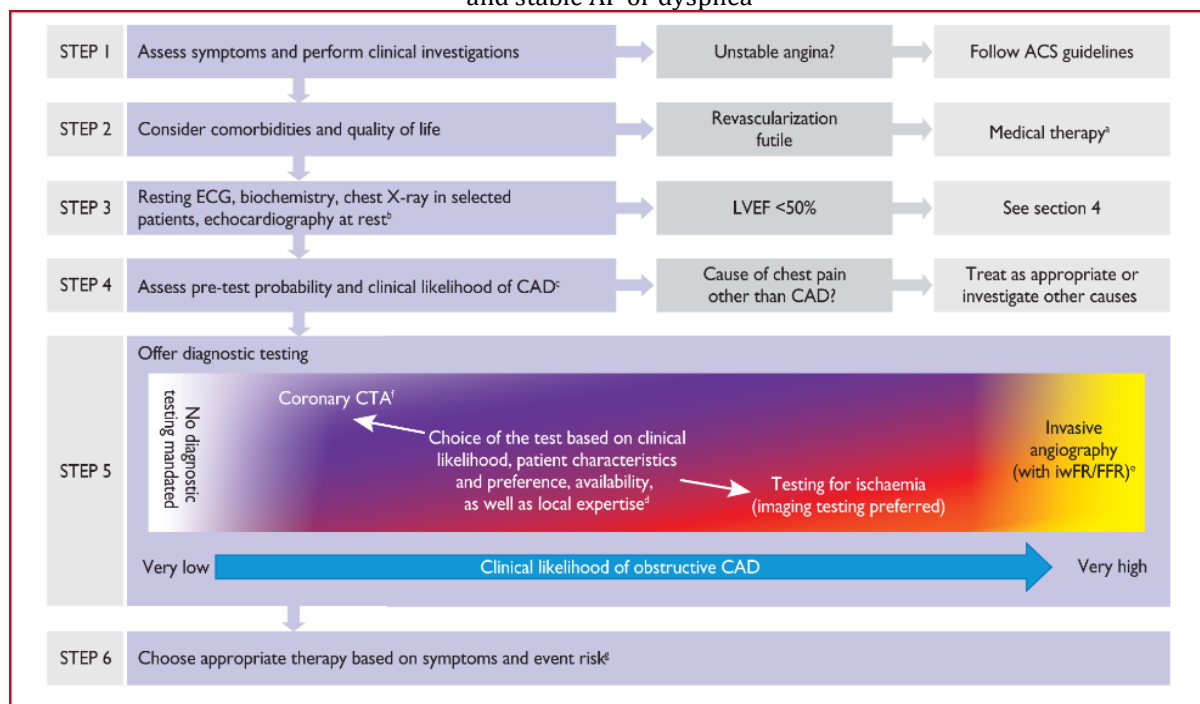 and stable AP or dysphea
STEP 1
Assess symptoms and perform clinical investigations
Unstable angina?
Follow ACS guidelines
STEP 2
Consider comorbidities and quality of life
Revascularization
futile
Medical therapyᵃ
STEP 3
Resting ECG, biochemistry, chest X-ray in selected
patients, echocardiography at restᵇ
LVEF <50%
See section 4
STEP 4
Assess pre-test probability and clinical likelihood of CADᶜ
Cause of chest pain
other than CAD?
Treat as appropriate or
investigate other causes
STEP 5
Offer diagnostic testing
No diagnostic
testing mandated
Coronary CTAᶠ
Choice of the test based on clinical
likelihood, patient characteristics
and preference, availability,
as well as local expertiseᵈ
Testing for ischaemia
(imaging testing preferred)
Invasive
angiography
(with iwFR/FFR)ᵉ
Very low
Clinical likelihood of obstructive CAD
Very high
STEP 6
Choose appropriate therapy based on symptoms and event riskᵍ